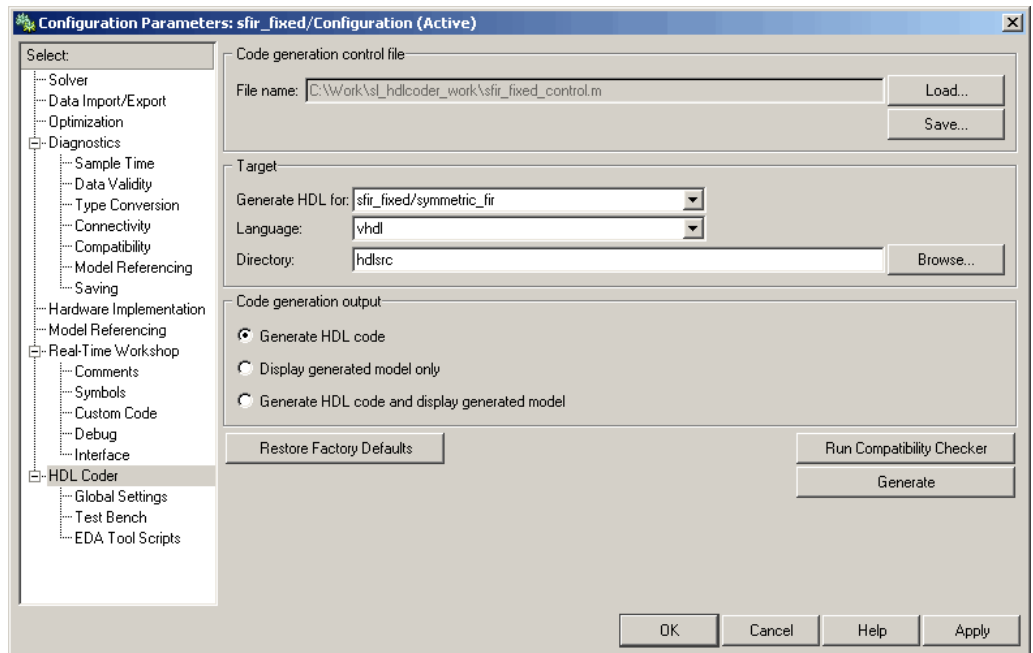 Configuration Parameters: sfir_fixed/Configuration (Active)
Select:
Solver
Data Import/Export
Optimization
Diagnostics
Sample Time
Data Validity
Type Conversion
Connectivity
Compatibility
Model Referencing
Saving
Hardware Implementation
Model Referencing
Real-Time Workshop
Comments
Symbols
Custom Code
Debug
Interface
HDL Coder
Global Settings
Test Bench
EDA Tool Scripts
Code generation control file
File name: C:\Work\sl_hdlcoder_work\sfir_fixed_control.m Load...
Save...
Target
Generate HDL for: sfir_fixed/symmetric_fir
Language: vhdl
Directory: hdlsrc Browse...
Code generation output
Generate HDL code
Display generated model only
Generate HDL code and display generated model
Restore Factory Defaults Run Compatibility Checker
Generate
OK Cancel Help Apply